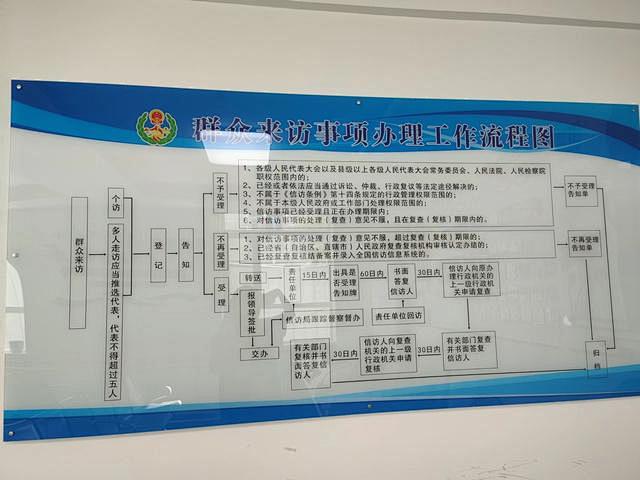 群众来访事项办理工作流程图
群众来访
个访
多人走访应当推选代表，代表不得超过五人
登记
告知
不予受理
1、各级人民代表大会以及县级以上各级人民代表大会常务委员会、人民法院、人民检察院
职权范围内的；
2、已经或者依法应当通过诉讼、仲裁、行政复议等法定途径解决的；
3、不属于《信访条例》第十四条规定的行政管理权限范围的；
4、不属于本级人民政府或工作部门处理权限范围的；
5、信访事项已经受理且正在办理期限内；
6、对信访事项的处理（复查）意见不服，且在复查（复核）期限内的。
不予受理
告知单
不再受理
1、对信访事项的处理（复查）意见不服，超过复查（复核）期限的；
2、已经省（自治区、直辖市）人民政府复查复核机构审核认定办结的；
3、已经复查复核结备案并录入全国信访信息系统的。
不再受理
告知单
受理
转送
报领导签批
交办
责任单位
15日内
出具是
否受理
告知牌
60日内
书面
答复
信访人
30日内
信访人向原办
理行政机关的
上一级行政机
关申请复查
信访局跟踪督察督办
责任单位回访
有关部门
复核并书
面答复信
访人
30日内
信访人向复查
机关的上一级
行政机关申请
复核
30日内
有关部门复查
并书面答复
信访人
归档